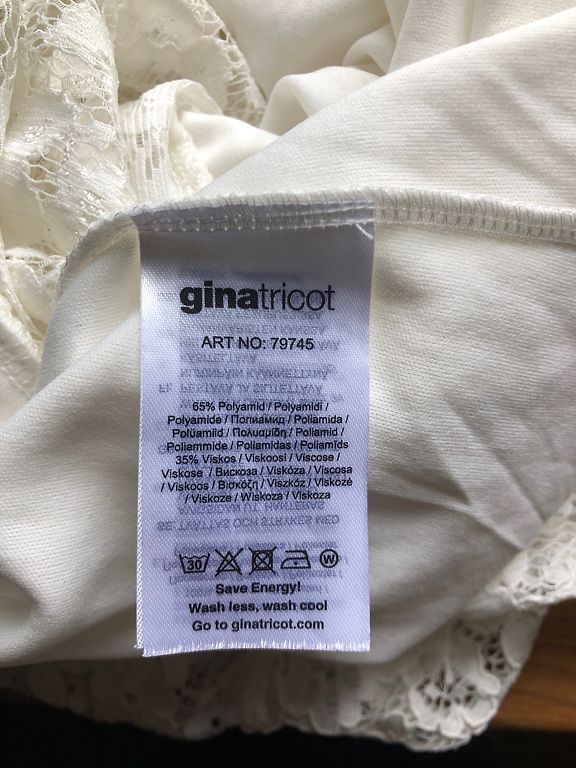 ginatricot
ART NO: 79745
65% Polyamid / Polyamidi /
Polyamide / Полиамид / Poliamida /
Polüamiid / Πολυαμίδη / Poliamid /
Poliammide / Poliamidas / Poliamīds
35% Viskos / Viskoosi / Viscose /
Viskose / Вискоза / Viskóza / Viscosa
/ Viskoos / Βισκόζη / Viszkóz / Viskozė
/ Viskoze / Wiskoza / Viskoza
30 W
Save Energy!
Wash less, wash cool
Go to ginatricot.com